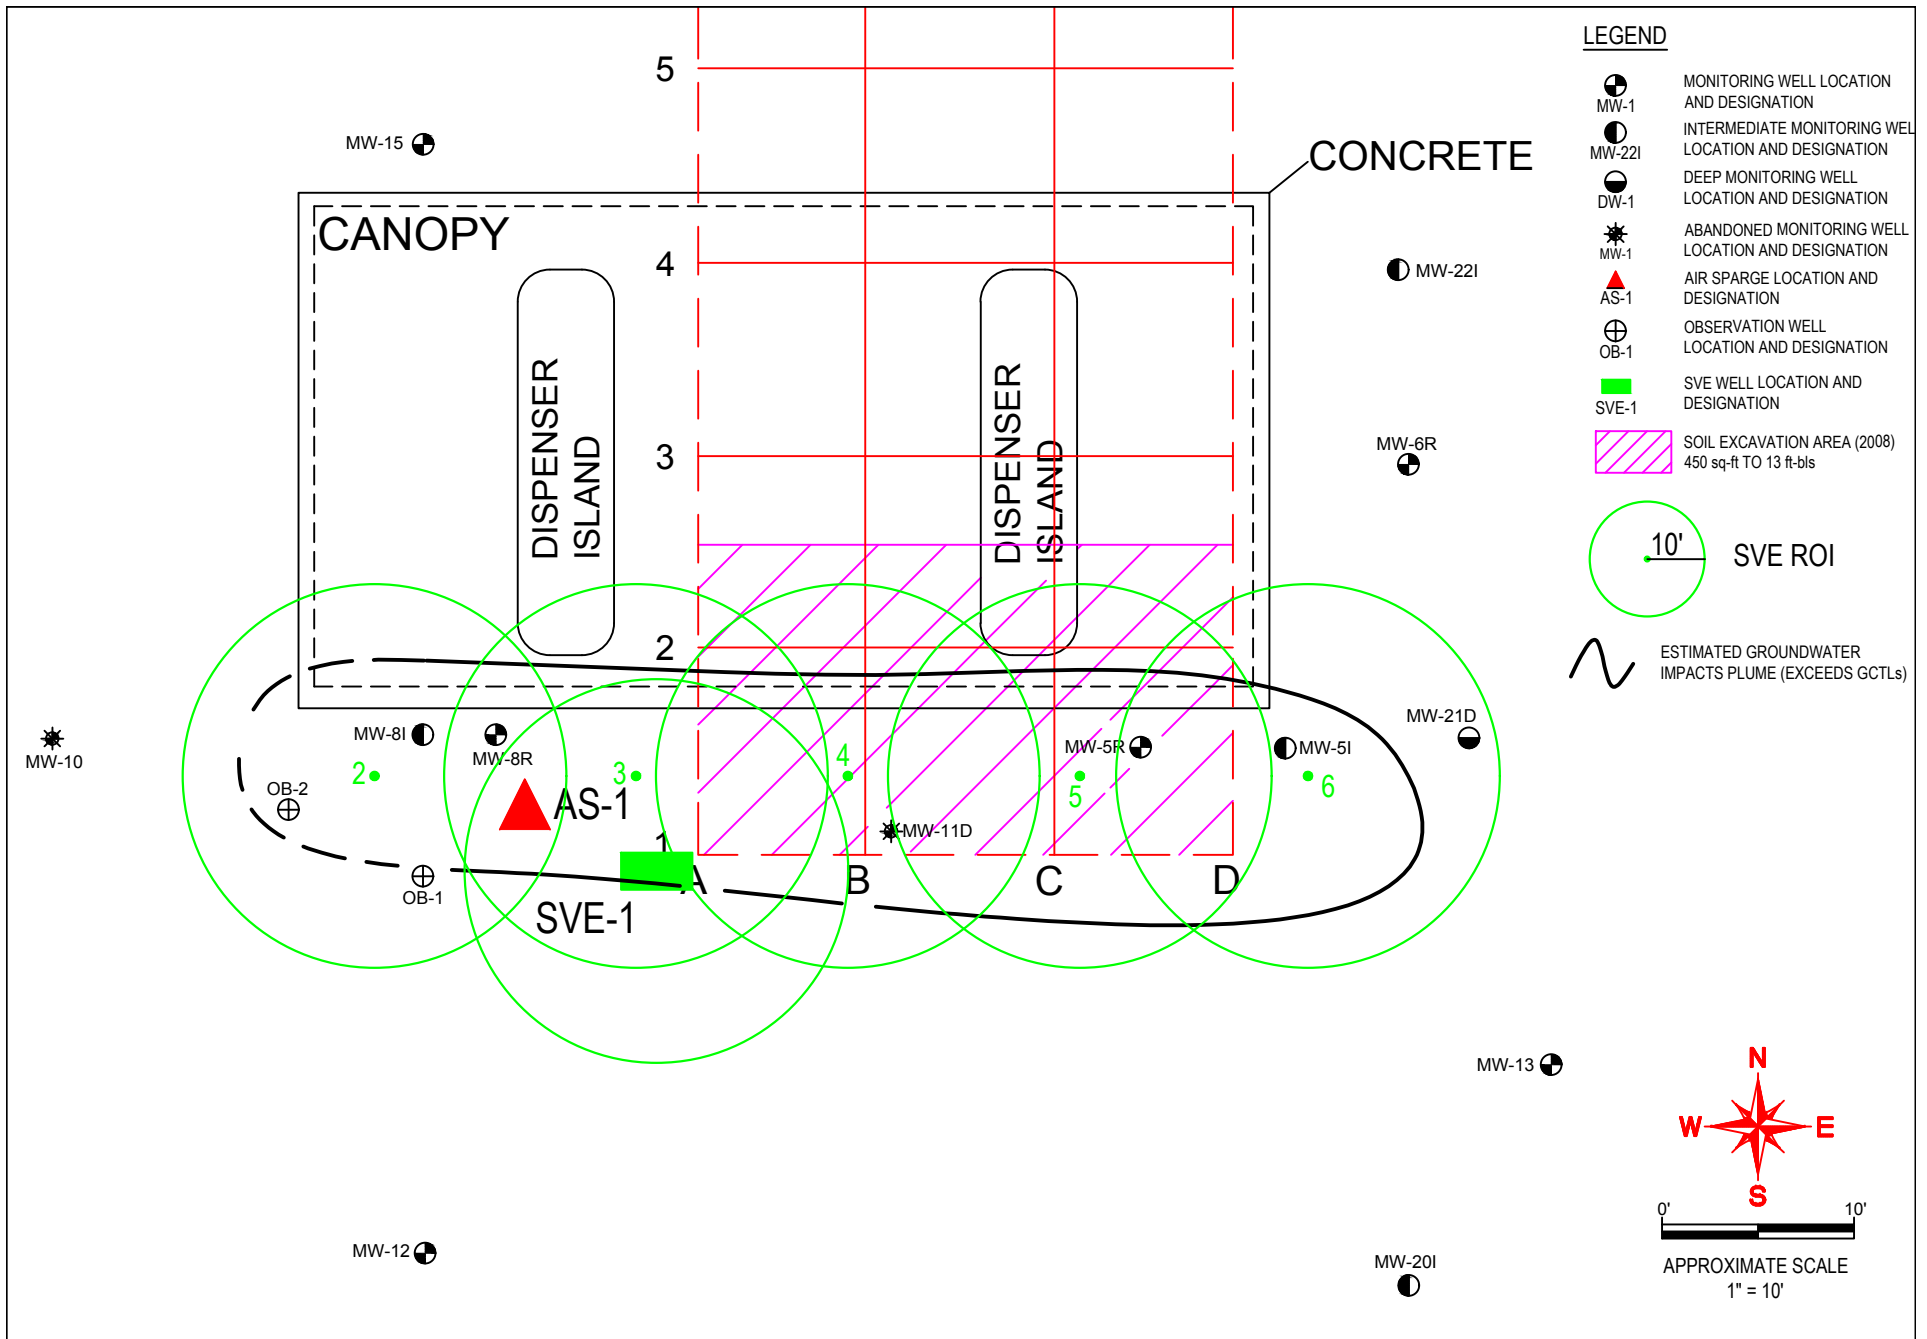 LEGEND
MW-1
MONITORING WELL LOCATION
AND DESIGNATION
MW-22I
INTERMEDIATE MONITORING WEL
LOCATION AND DESIGNATION
DW-1
DEEP MONITORING WELL
LOCATION AND DESIGNATION
MW-1
ABANDONED MONITORING WELL
LOCATION AND DESIGNATION
AS-1
AIR SPARGE LOCATION AND
DESIGNATION
OB-1
OBSERVATION WELL
LOCATION AND DESIGNATION
SVE-1
SVE WELL LOCATION AND
DESIGNATION
SOIL EXCAVATION AREA (2008)
450 sq-ft TO 13 ft-bls
10'
SVE ROI
ESTIMATED GROUNDWATER
IMPACTS PLUME (EXCEEDS GCTLs)
5
MW-15
CONCRETE
CANOPY
4
MW-22I
DISPENSER
ISLAND
DISPENSER
ISLAND
3
MW-6R
2
MW-10
MW-8I
MW-8R
MW-5R
MW-5I
MW-21D
2
3
4
5
6
OB-2
AS-1
1
MW-11D
OB-1
A
B
C
D
SVE-1
MW-13
MW-12
MW-20I
N
W
E
S
0'
10'
APPROXIMATE SCALE
1" = 10'